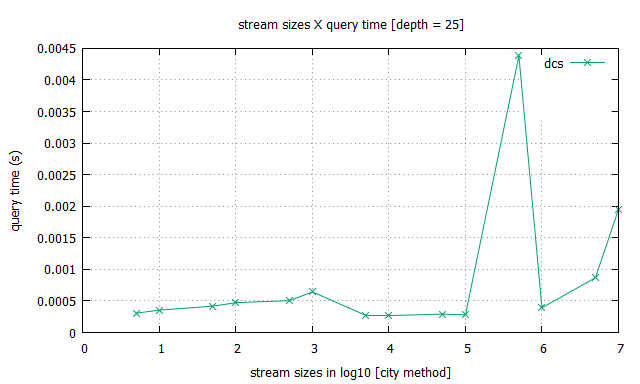 stream sizes X query time [depth = 25]
0.0045
0.004
0.0035
0.003
0.0025
0.002
0.0015
0.001
0.0005
0
query time (s)
dcs
0 1 2 3 4 5 6 7
stream sizes in log10 [city method]